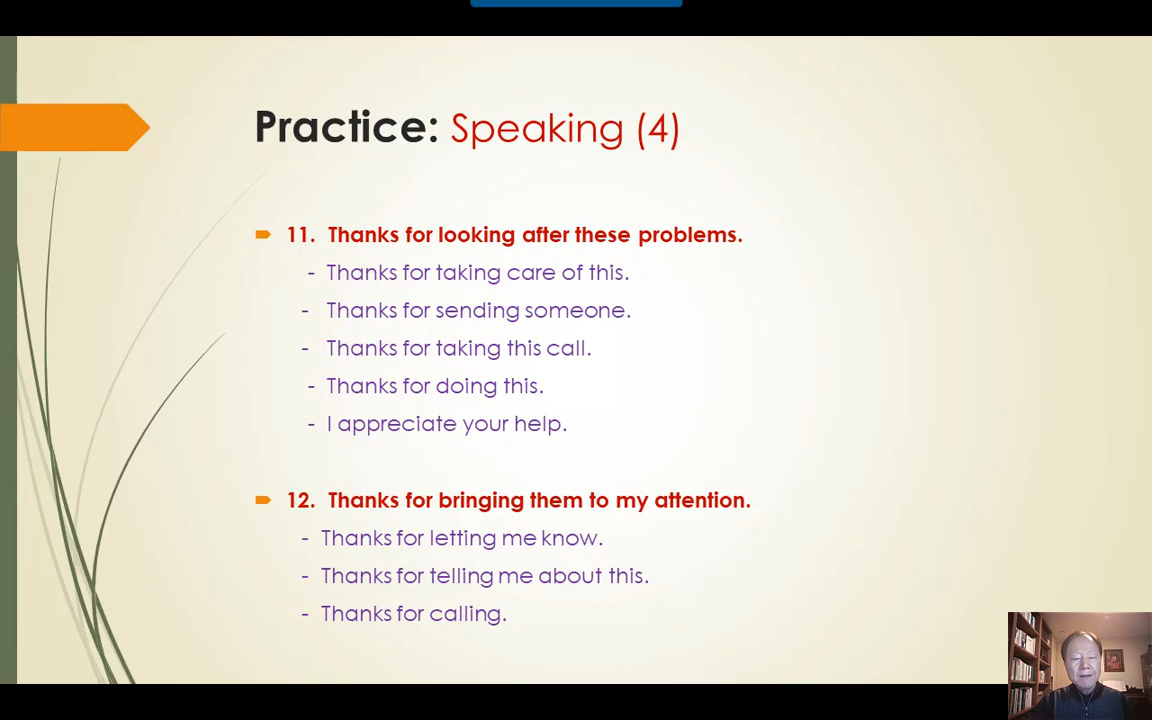 Practice: Speaking (4)
11. Thanks for looking after these problems.
- Thanks for taking care of this.
- Thanks for sending someone.
- Thanks for taking this call.
- Thanks for doing this.
- I appreciate your help.
12. Thanks for bringing them to my attention.
- Thanks for letting me know.
- Thanks for telling me about this.
- Thanks for calling.